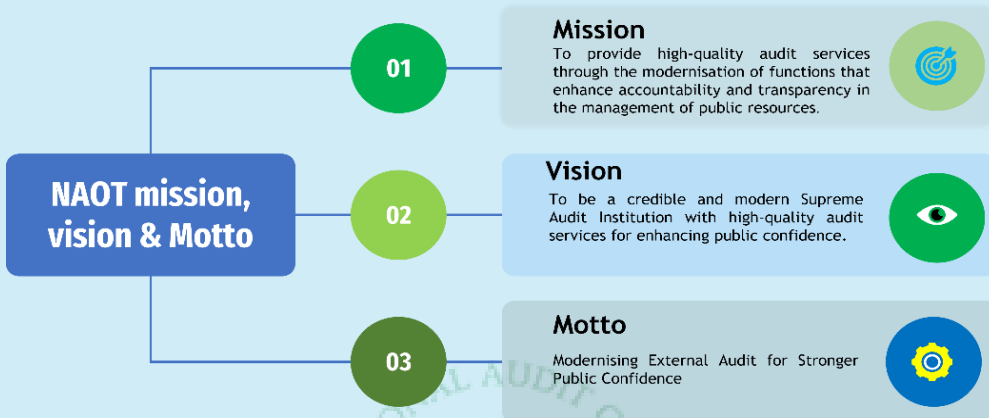 NAOT mission,
vision & Motto
01
Mission
To provide high-quality audit services
through the modernisation of functions that
enhance accountability and transparency in
the management of public resources.
02
Vision
To be a credible and modern Supreme
Audit Institution with high-quality audit
services for enhancing public confidence.
03
Motto
Modernising External Audit for Stronger
Public Confidence
AUDIT